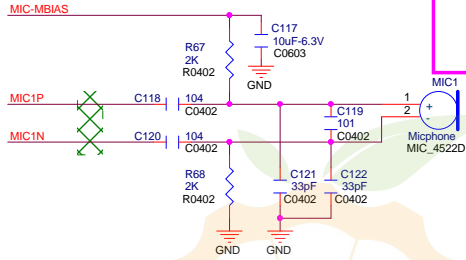 MIC-MBIAS
C117
10uF-6.3V
C0603
R67
2K
R0402
GND
MIC1
MIC1P
C118
104
C0402
1
C119
101
C0402
2
+
-
MIC1N
C120
104
C0402
Micphone
MIC_4522D
R68
2K
R0402
C121
33pF
C0402
C122
33pF
C0402
GND
GND